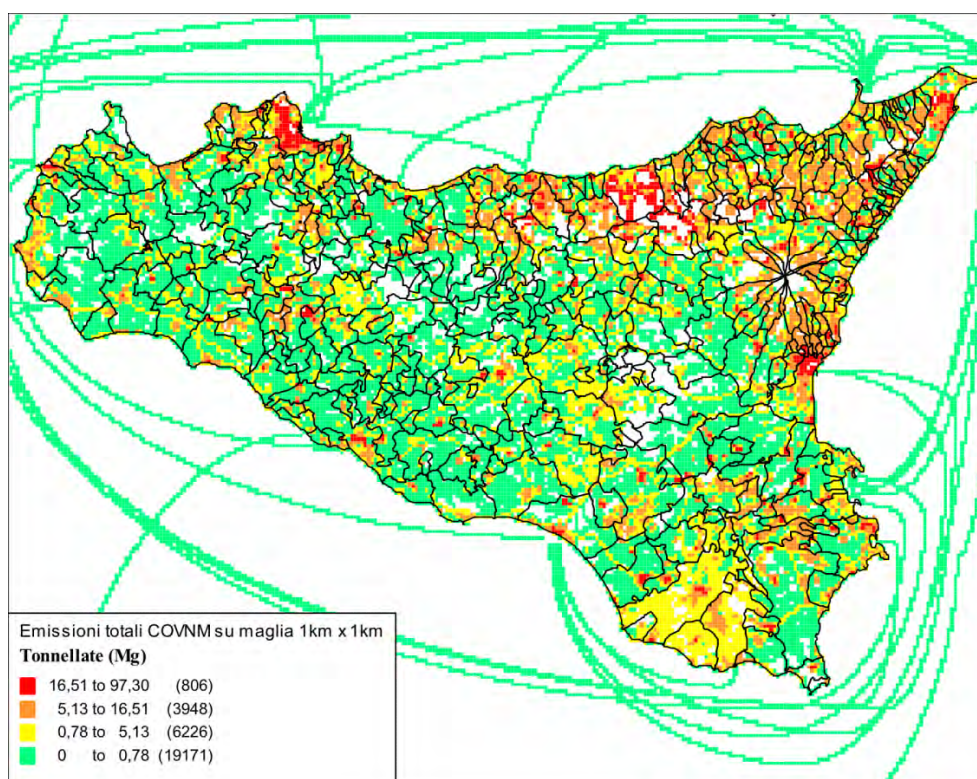 Emissioni totali COVNM su maglia 1km x 1km
Tonnellate (Mg)
16,51 to 97,30 (806)
5,13 to 16,51 (3948)
0,78 to 5,13 (6226)
0 to 0,78 (19171)